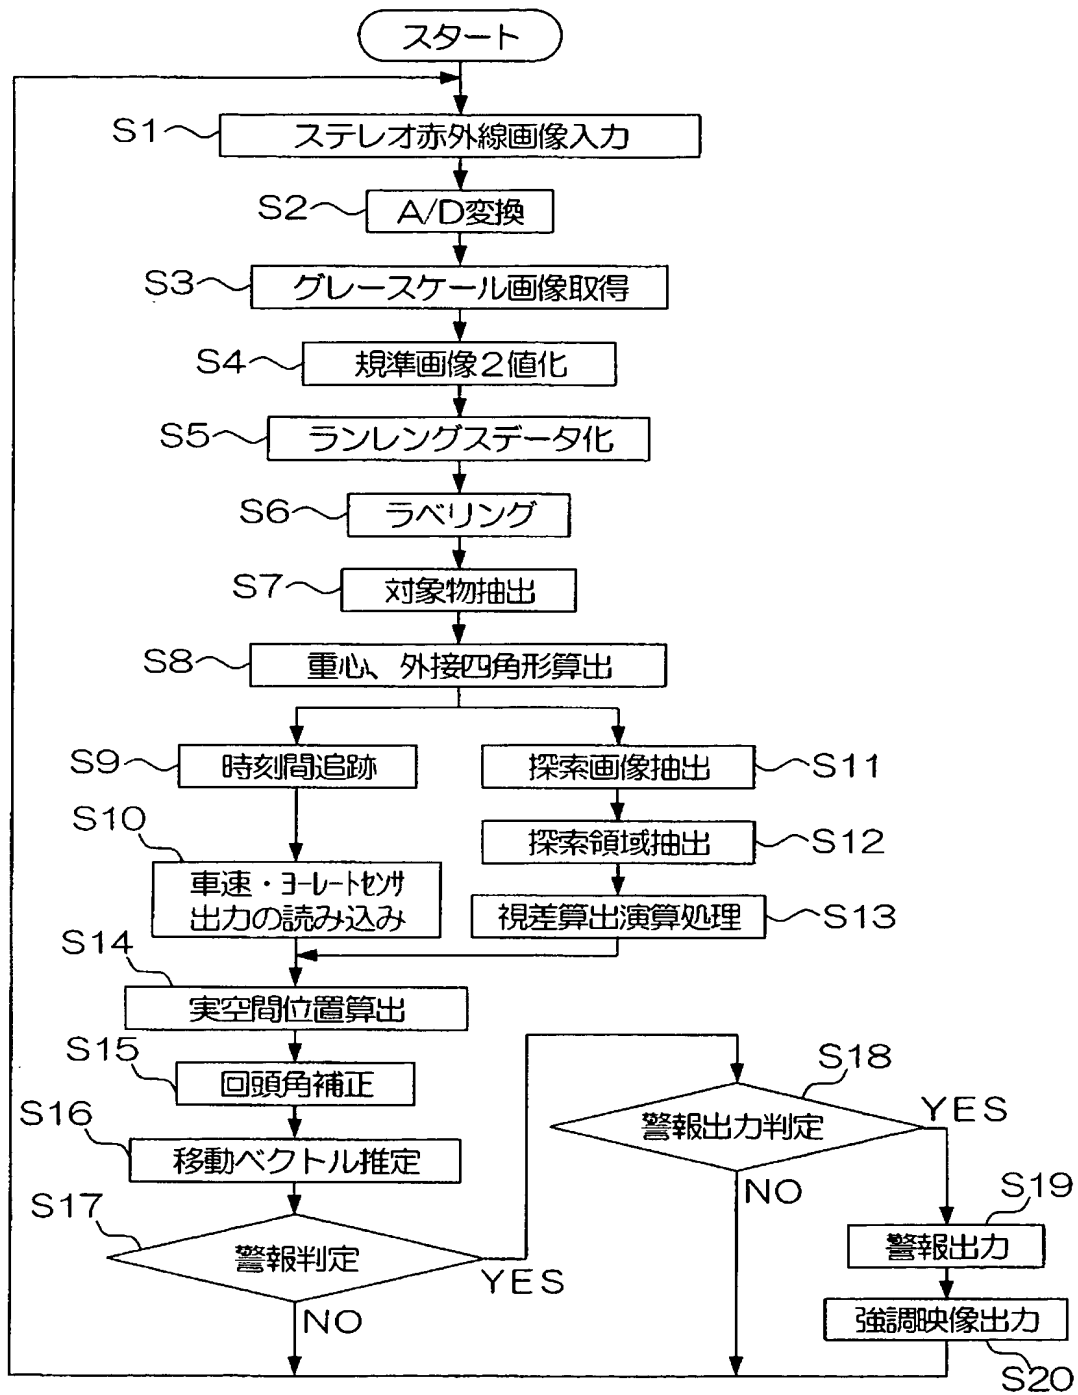 スタート
S1
ステレオ赤外線画像入力
S2
A/D変換
S3
グレースケール画像取得
S4
規準画像2値化
S5
ランレングスデータ化
S6
ラベリング
S7
対象物抽出
S8
重心、外接四角形算出
S9
時刻間追跡
S10
車速・ﾖｰﾚｰﾄｾﾝｻ
出力の読み込み
探索画像抽出
S11
探索領域抽出
S12
視差算出演算処理
S13
S14
実空間位置算出
S15
回頭角補正
S16
移動ベクトル推定
S17
警報判定
YES
NO
S18
警報出力判定
YES
NO
S19
警報出力
強調映像出力
S20